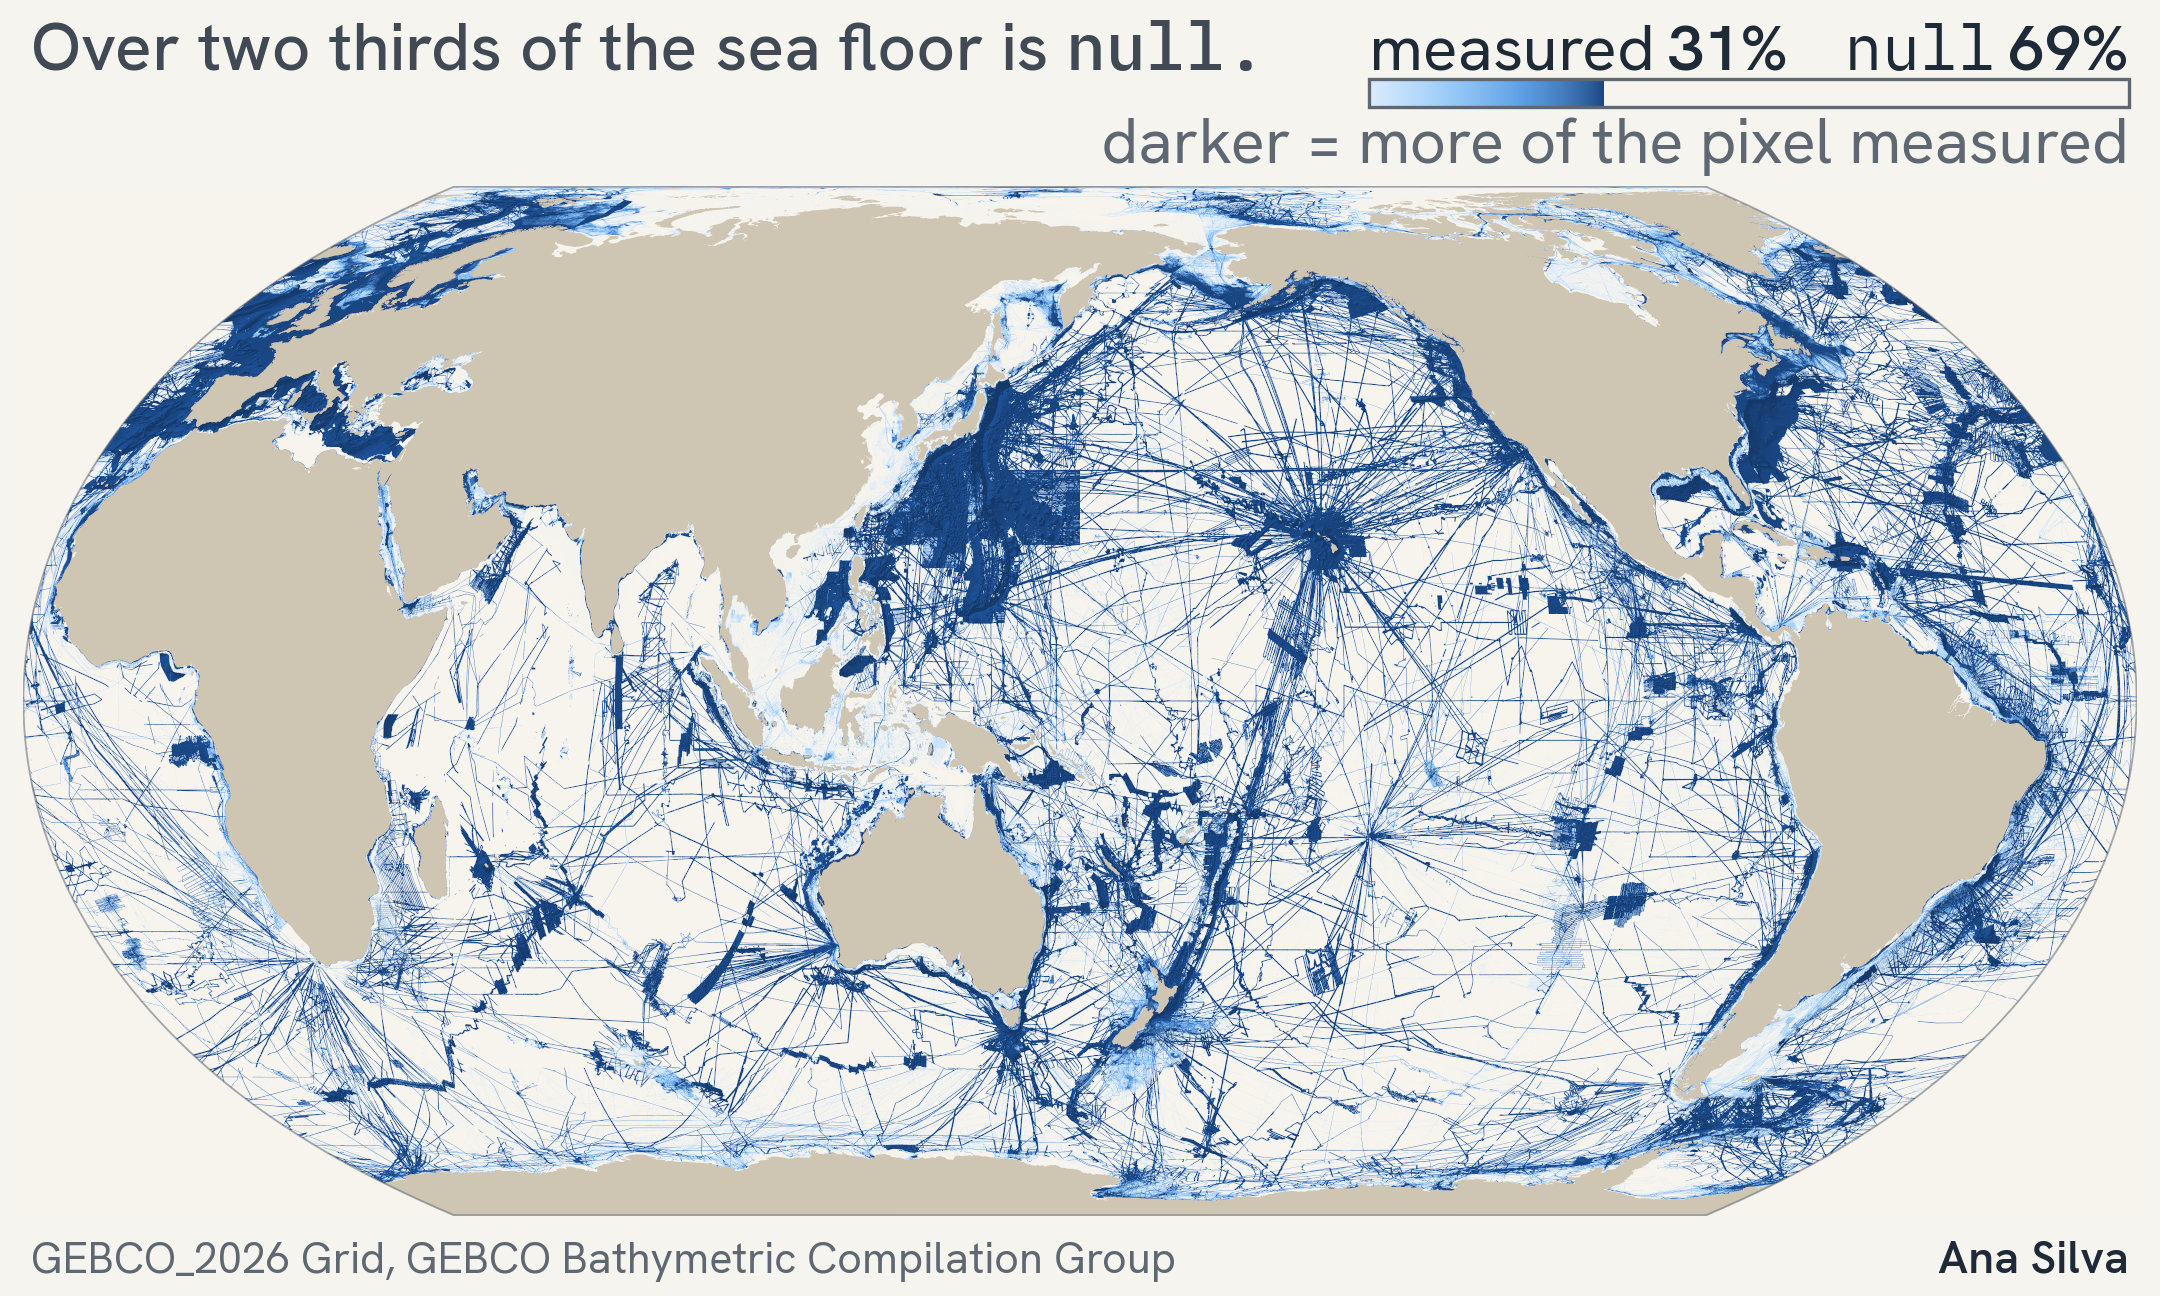 Over two thirds of the sea floor is null.
measured 31% null 69%
darker = more of the pixel measured
GEBCO_2026 Grid, GEBCO Bathymetric Compilation Group
Ana Silva